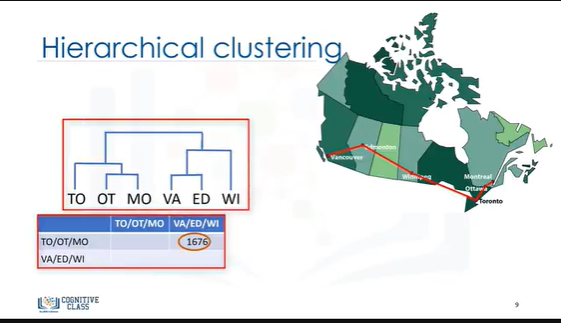 Hierarchical clustering
Edmonton
Vancouver
Winnipeg
Montreal
Ottawa
Toronto
TO OT MO VA ED WI
TO/OT/MO VA/ED/WI
TO/OT/MO 1676
VA/ED/WI
COGNITIVE
CLASS
9